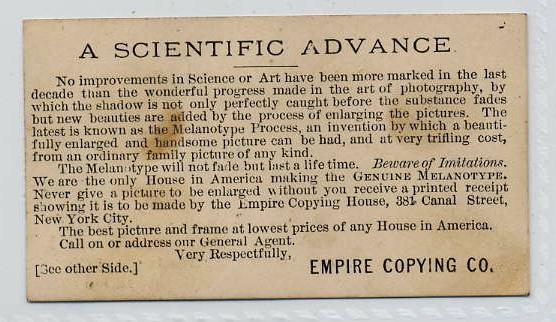 A SCIENTIFIC ADVANCE.
No improvements in Science or Art have been more marked in the last
decade than the wonderful progress made in the art of photography, by
which the shadow is not only perfectly caught before the substance fades
but new beauties are added by the process of enlarging the pictures. The
latest is known as the Melanotype Process, an invention by which a beauti-
fully enlarged and handsome picture can be had, and at very trifling cost,
from an ordinary family picture of any kind.
The Melanotype will not fade but last a life time. Beware of Imitations.
We are the only House in America making the GENUINE MELANOTYPE.
Never give a picture to be enlarged without you receive a printed receipt
showing it is to be made by the Empire Copying House, 381 Canal Street,
New York City.
The best picture and frame at lowest prices of any House in America.
Call on or address our General Agent.
Very Respectfully,
[See other Side.] EMPIRE COPYING CO.